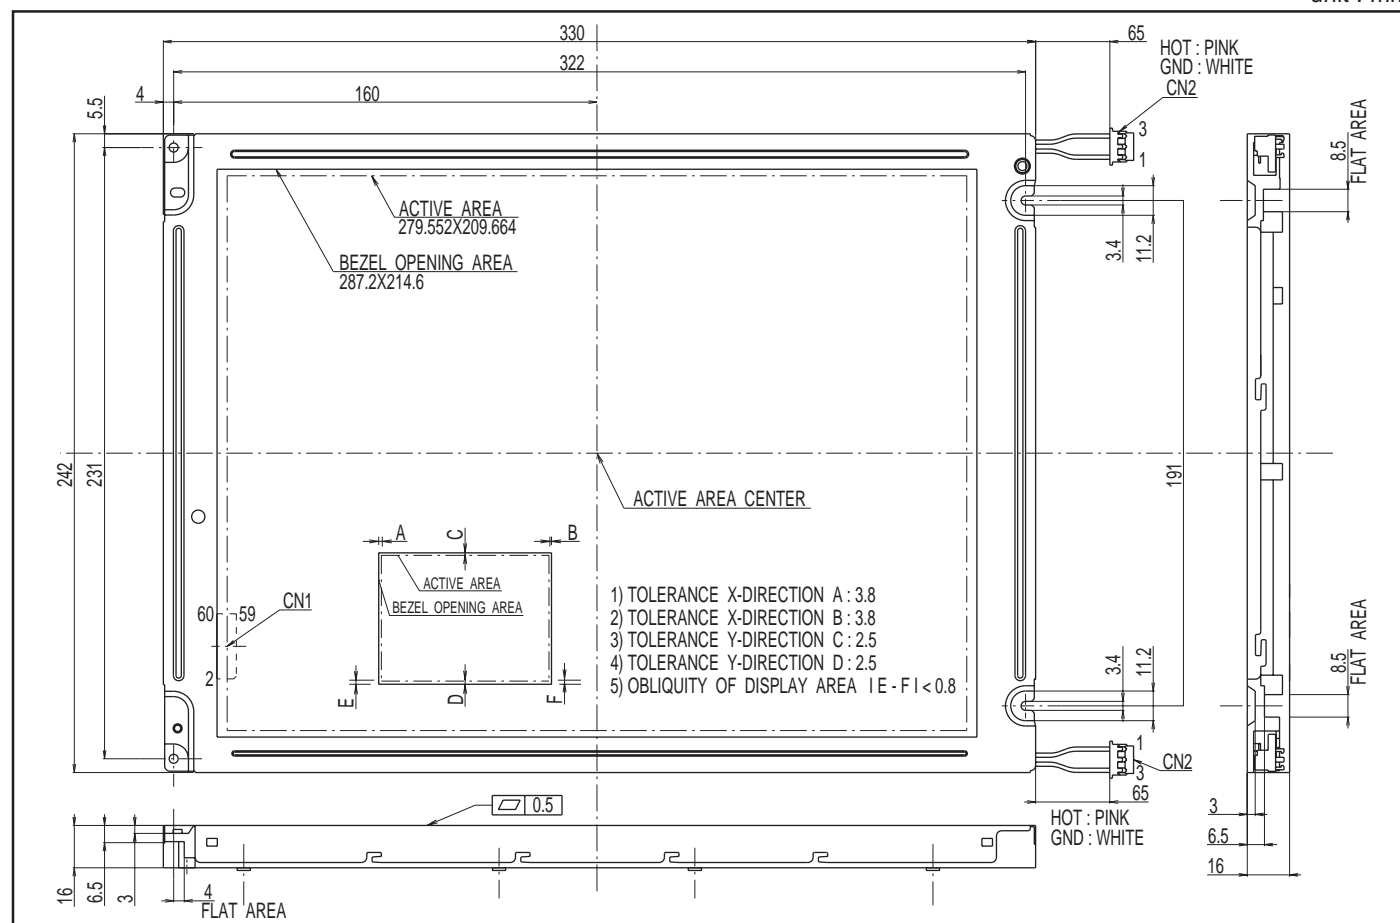 330
65
322
HOT : PINK
GND : WHITE
4
160
CN2
5.5
3
1
8.5
FLAT AREA
ACTIVE AREA
279.552X209.664
3.4
11.2
BEZEL OPENING AREA
287.2X214.6
242
231
191
ACTIVE AREA CENTER
A
C
B
ACTIVE AREA
BEZEL OPENING AREA
60
59
CN1
2
E
D
F
1) TOLERANCE X-DIRECTION A : 3.8
2) TOLERANCE X-DIRECTION B : 3.8
3) TOLERANCE Y-DIRECTION C : 2.5
4) TOLERANCE Y-DIRECTION D : 2.5
5) OBLIQUITY OF DISPLAY AREA I E - F I < 0.8
3.4
11.2
8.5
FLAT AREA
1
3
CN2
65
HOT : PINK
GND : WHITE
0.5
3
6.5
16
16
6.5
3
4
FLAT AREA